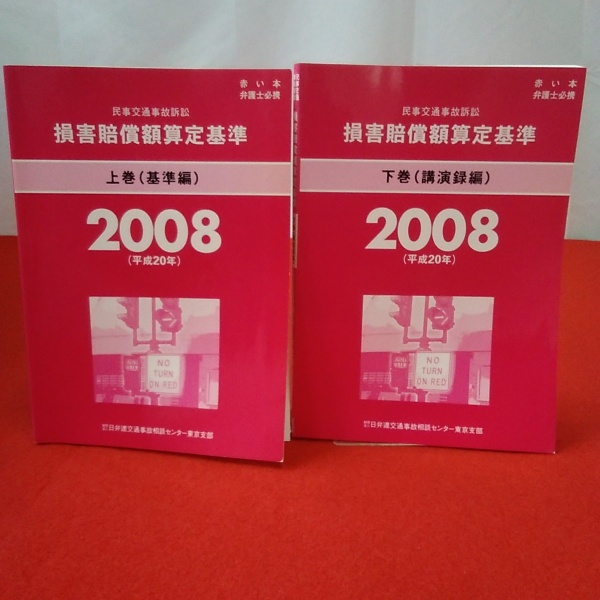 赤い本
弁護士必携
民事交通事故訴訟
損害賠償額算定基準
上巻(基準編)
2008
(平成20年)
NO
TURN
ON RED
日弁連交通事故相談センター東京支部
赤い本
弁護士必携
民事交通事故訴訟
損害賠償額算定基準
下巻(講演録編)
2008
(平成20年)
NO
TURN
ON RED
日弁連交通事故相談センター東京支部